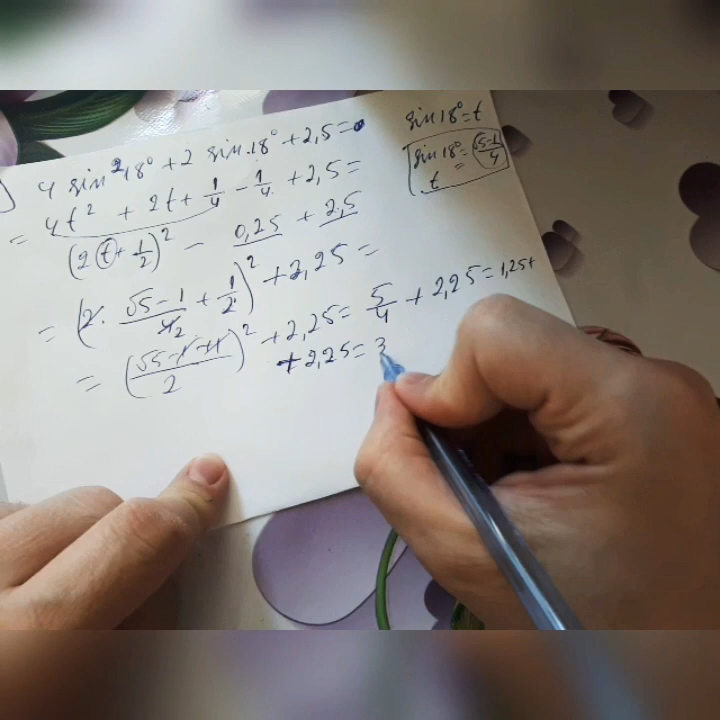 ) 4 sin²18° + 2 sin 18° + 2,5 =
= 4t² + 2t + 1/4 - 1/4 + 2,5 =
(2t + 1/2)² - 0,25 + 2,5
= (2 · (√5 - 1)/4 2 + 1/2)² + 2,25 =
= ((√5 - 1 + 1)/2)² + 2,25 = 5/4 + 2,25 = 1,25 +
+ 2,25 = 3
sin 18° = t
sin 18° = (√5 - 1)/4
t =